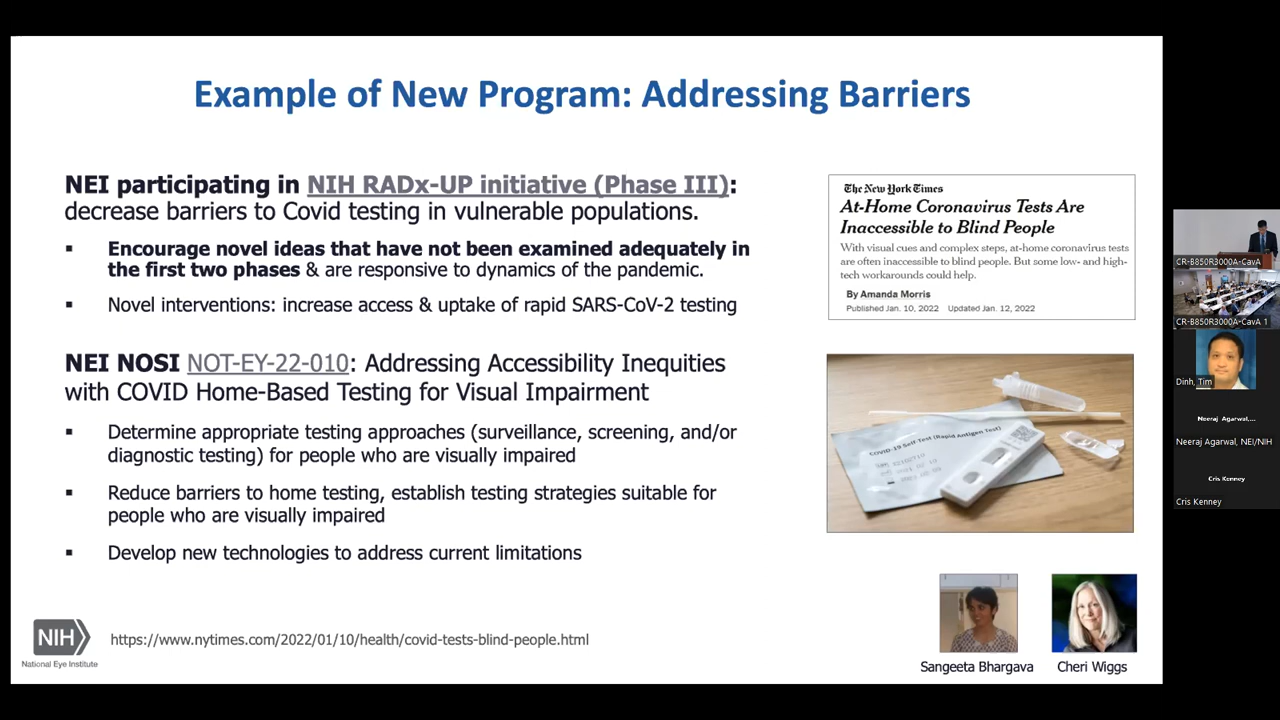 Example of New Program: Addressing Barriers
NEI participating in NIH RADx-UP initiative (Phase III):
decrease barriers to Covid testing in vulnerable populations.
▪ Encourage novel ideas that have not been examined adequately in
the first two phases & are responsive to dynamics of the pandemic.
▪ Novel interventions: increase access & uptake of rapid SARS-CoV-2 testing
NEI NOSI NOT-EY-22-010: Addressing Accessibility Inequities
with COVID Home-Based Testing for Visual Impairment
▪ Determine appropriate testing approaches (surveillance, screening, and/or
diagnostic testing) for people who are visually impaired
▪ Reduce barriers to home testing, establish testing strategies suitable for
people who are visually impaired
▪ Develop new technologies to address current limitations
The New York Times
At-Home Coronavirus Tests Are
Inaccessible to Blind People
With visual cues and complex steps, at-home coronavirus tests
are often inaccessible to blind people. But some low- and high-
tech workarounds could help.
By Amanda Morris
Published Jan. 10, 2022 Updated Jan. 12, 2022
COVID-19 Self-Test (Rapid Antigen Test)
Sangeeta Bhargava
Cheri Wiggs
NIH
National Eye Institute
https://www.nytimes.com/2022/01/10/health/covid-tests-blind-people.html
CR-B850R3000A-CavA
CR-B850R3000A-CavA 1
Dinh, Tim
Neeraj Agarwal,...
Neeraj Agarwal, NEI/NIH
Cris Kenney
Cris Kenney